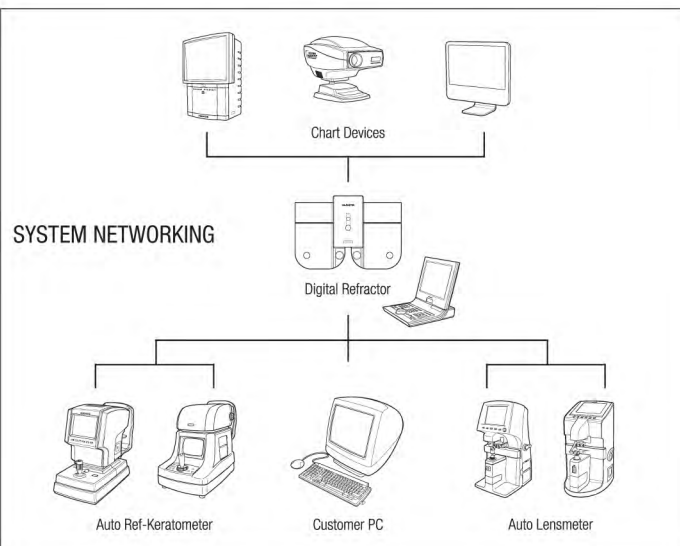 Chart Devices
SYSTEM NETWORKING
Digital Refractor
Auto Ref-Keratometer
Customer PC
Auto Lensmeter